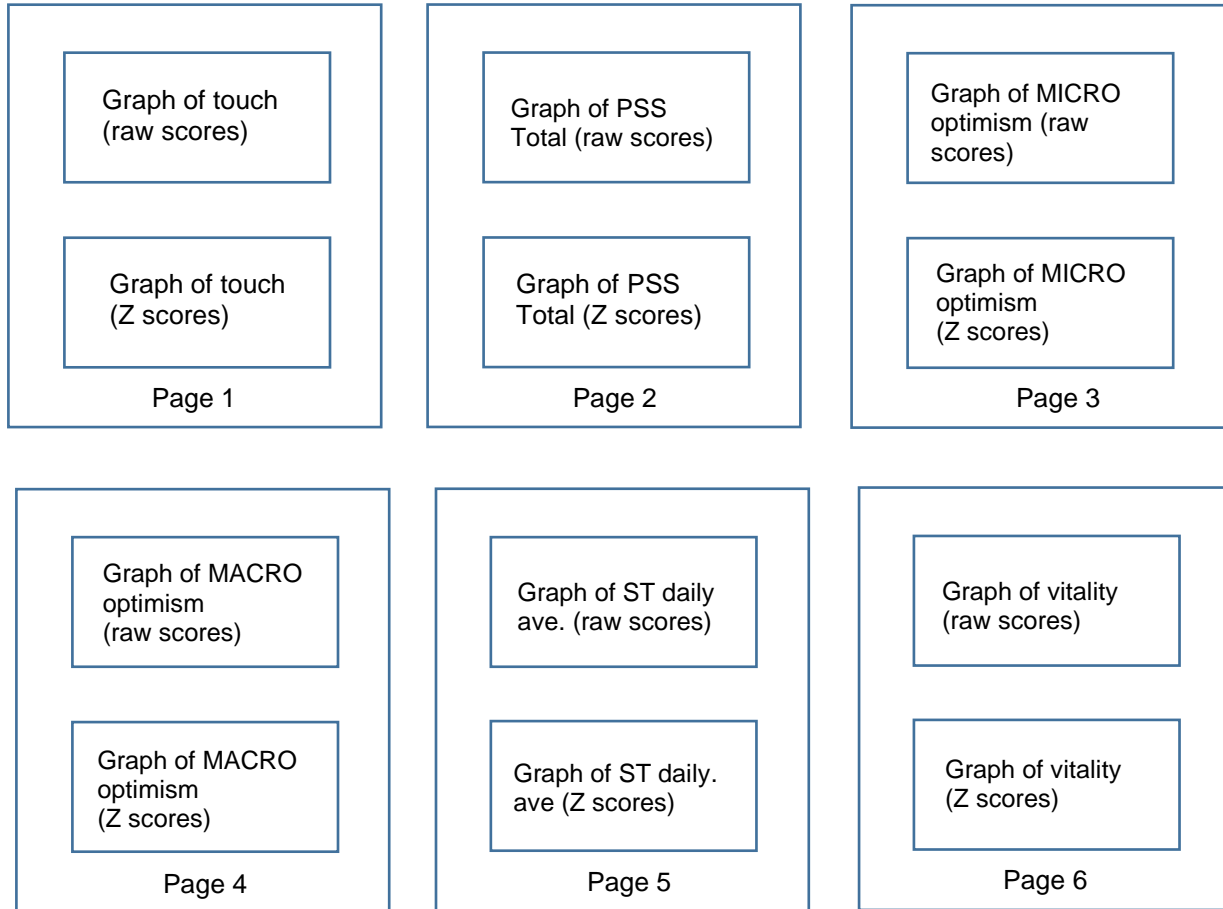 Graph of touch
(raw scores)
Graph of touch
(Z scores)
Page 1
Graph of PSS
Total (raw scores)
Graph of PSS
Total (Z scores)
Page 2
Graph of MICRO
optimism (raw
scores)
Graph of MICRO
optimism
(Z scores)
Page 3
Graph of MACRO
optimism
(raw scores)
Graph of MACRO
optimism
(Z scores)
Page 4
Graph of ST daily
ave. (raw scores)
Graph of ST daily.
ave (Z scores)
Page 5
Graph of vitality
(raw scores)
Graph of vitality
(Z scores)
Page 6